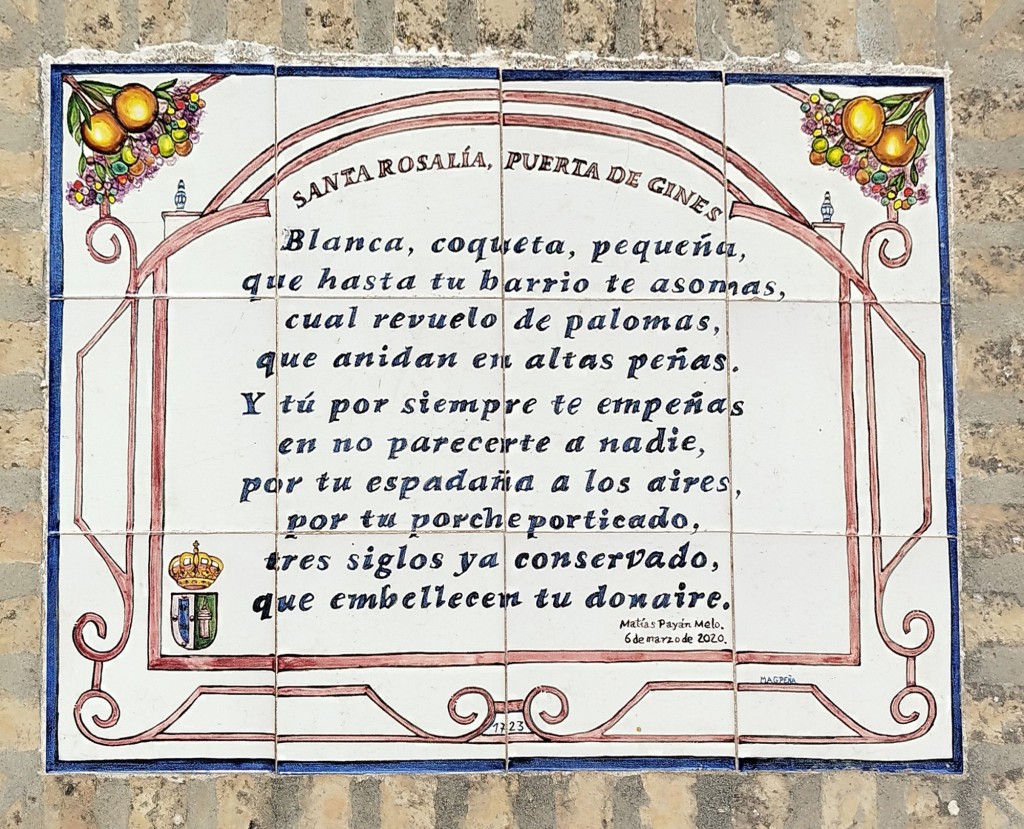 SANTA ROSALÍA, PUERTA DE GINES
Blanca, coqueta, pequeña,
que hasta tu barrio te asomas,
cual revuelo de palomas,
que anidan en altas peñas.
Y tú por siempre te empeñas
en no parecerte a nadie,
por tu espadaña a los aires,
por tu porche porticado,
tres siglos ya conservado,
que embellecen tu donaire.
Matías Payán Melo.
6 de marzo de 2020.
MAGPEÑA
1723